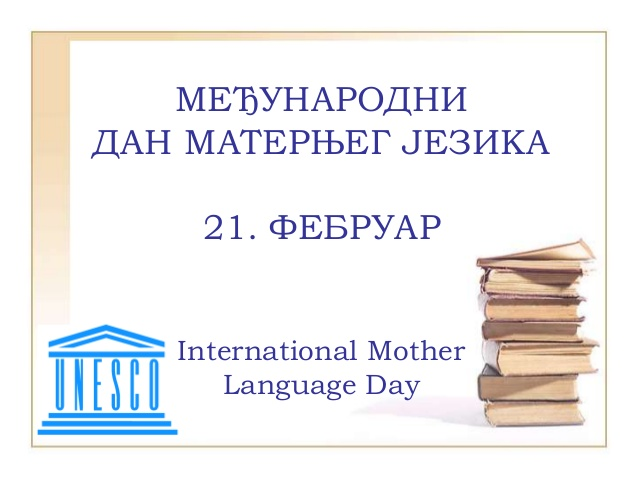 МЕЂУНАРОДНИ
ДАН МАТЕРЊЕГ ЈЕЗИКА
21. ФЕБРУАР
International Mother
Language Day
UNESCO